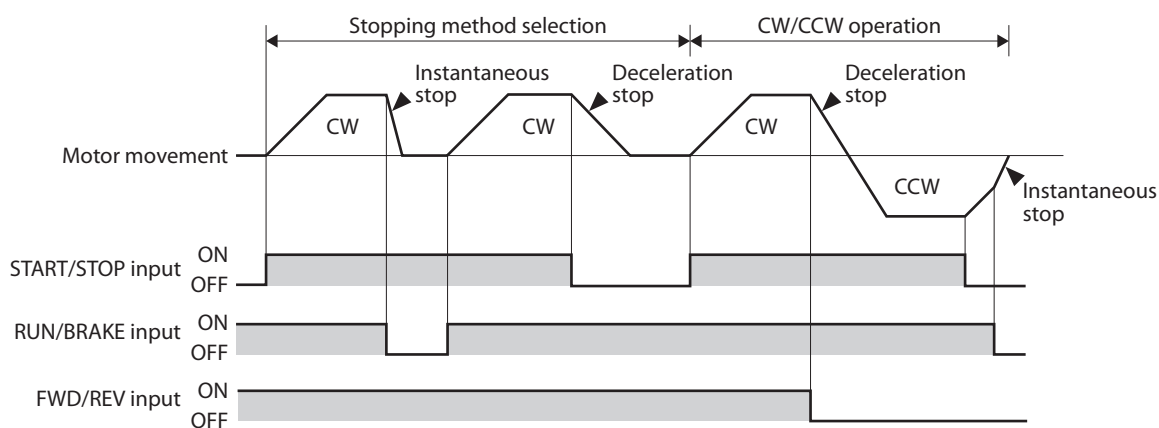 Stopping method selection
CW/CCW operation
Instantaneous
stop
Deceleration
stop
Deceleration
stop
CW
CW
CW
Motor movement
CCW
Instantaneous
stop
START/STOP input
ON
OFF
RUN/BRAKE input
ON
OFF
FWD/REV input
ON
OFF